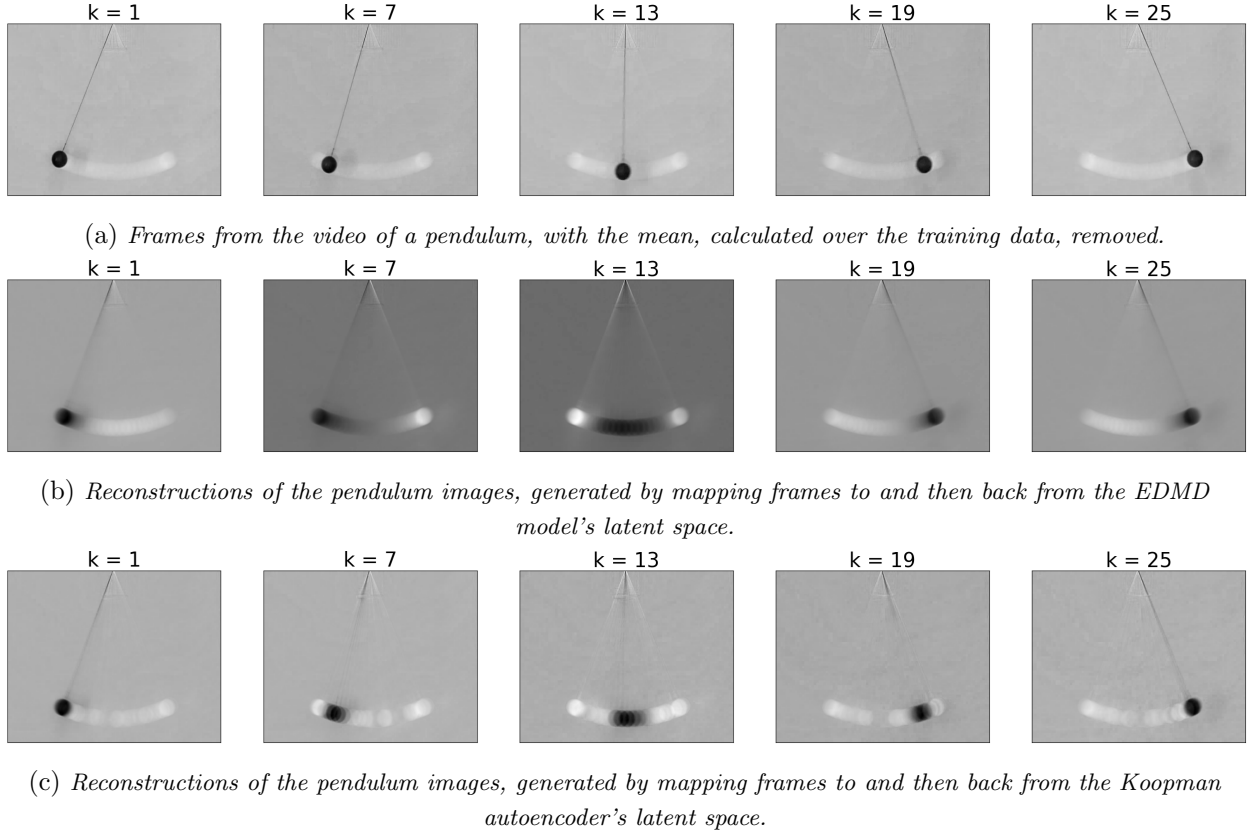 k = 1 k = 7 k = 13 k = 19 k = 25
(a) Frames from the video of a pendulum, with the mean, calculated over the training data, removed.
k = 1 k = 7 k = 13 k = 19 k = 25
(b) Reconstructions of the pendulum images, generated by mapping frames to and then back from the EDMD
model's latent space.
k = 1 k = 7 k = 13 k = 19 k = 25
(c) Reconstructions of the pendulum images, generated by mapping frames to and then back from the Koopman
autoencoder's latent space.